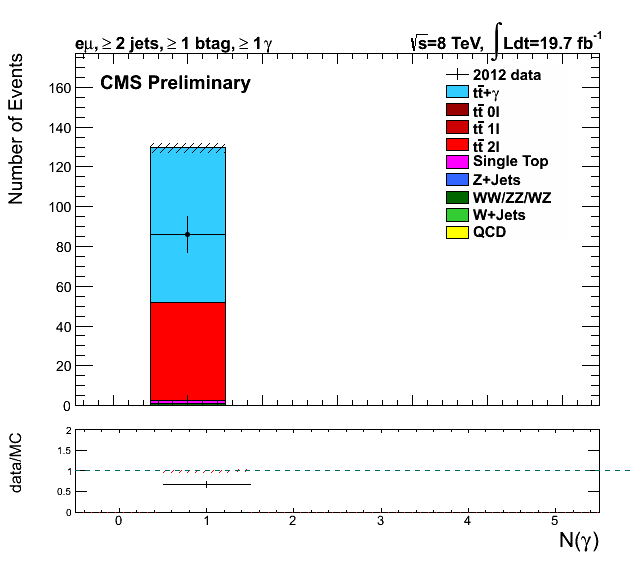 eμ, ≥ 2 jets, ≥ 1 btag, ≥ 1γ
√s=8 TeV, ∫Ldt=19.7 fb⁻¹
CMS Preliminary
2012 data
tt̄+γ
tt̄ 0l
tt̄ 1l
tt̄ 2l
Single Top
Z+Jets
WW/ZZ/WZ
W+Jets
QCD
Number of Events
160
140
120
100
80
60
40
20
0
data/MC
2
1.5
1
0.5
0
0 1 2 3 4 5
N(γ)